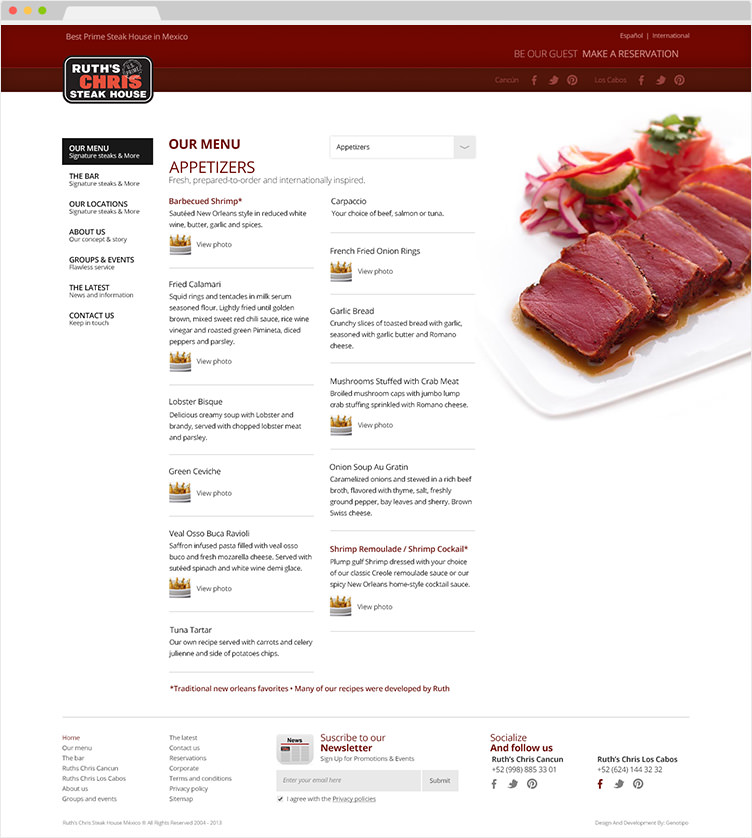 Best Prime Steak House in Mexico
Español | International
BE OUR GUEST MAKE A RESERVATION
Cancún
Los Cabos
RUTH'S
CHRIS
STEAK HOUSE
OUR MENU
Signature steaks & More
THE BAR
Signature steaks & More
OUR LOCATIONS
Signature steaks & More
ABOUT US
Our concept & story
GROUPS & EVENTS
Flawless service
THE LATEST
News and information
CONTACT US
Keep in touch
OUR MENU
Appetizers
APPETIZERS
Fresh, prepared-to-order and internationally inspired.
Barbecued Shrimp*
Sautéed New Orleans style in reduced white
wine, butter, garlic and spices.
View photo
Fried Calamari
Squid rings and tentacles in milk serum
seasoned flour. Lightly fried until golden
brown, mixed sweet red chili sauce, rice wine
vinegar and roasted green Pimineta, diced
peppers and parsley.
View photo
Lobster Bisque
Delicious creamy soup with Lobster and
brandy, served with chopped lobster meat
and parsley.
Green Ceviche
View photo
Veal Osso Buca Ravioli
Saffron infused pasta filled with veal osso
buco and fresh mozarella cheese. Served with
sutéed spinach and white wine demi glace.
View photo
Tuna Tartar
Our own recipe served with carrots and celery
julienne and side of potatoes chips.
Carpaccio
Your choice of beef, salmon or tuna.
French Fried Onion Rings
View photo
Garlic Bread
Crunchy slices of toasted bread with garlic,
seasoned with garlic butter and Romano
cheese.
Mushrooms Stuffed with Crab Meat
Broiled mushroom caps with jumbo lump
crab stuffing sprinkled with Romano cheese.
View photo
Onion Soup Au Gratin
Caramelized onions and stewed in a rich beef
broth, flavored with thyme, salt, freshly
ground pepper, bay leaves and sherry. Brown
Swiss cheese.
Shrimp Remoulade / Shrimp Cockail*
Plump gulf Shrimp dressed with your choice
of our classic Creole remoulade sauce or our
spicy New Orleans home-style cocktail sauce.
View photo
*Traditional new orleans favorites • Many of our recipes were developed by Ruth
Home
Our menu
The bar
Ruths Chris Cancun
Ruths Chris Los Cabos
About us
Groups and events
The latest
Contact us
Reservations
Corporate
Terms and conditions
Privacy policy
Sitemap
News
Suscribe to our
Newsletter
Sign Up for Promotions & Events
Enter your email here
Submit
I agree with the Privacy policies
Socialize
And follow us
Ruth's Chris Cancun
+52 (998) 885 33 01
Ruth's Chris Los Cabos
+52 (624) 144 32 32
Ruth's Chris Steak House México ® All Rights Reserved 2004 - 2013
Design And Development By: Genotipo